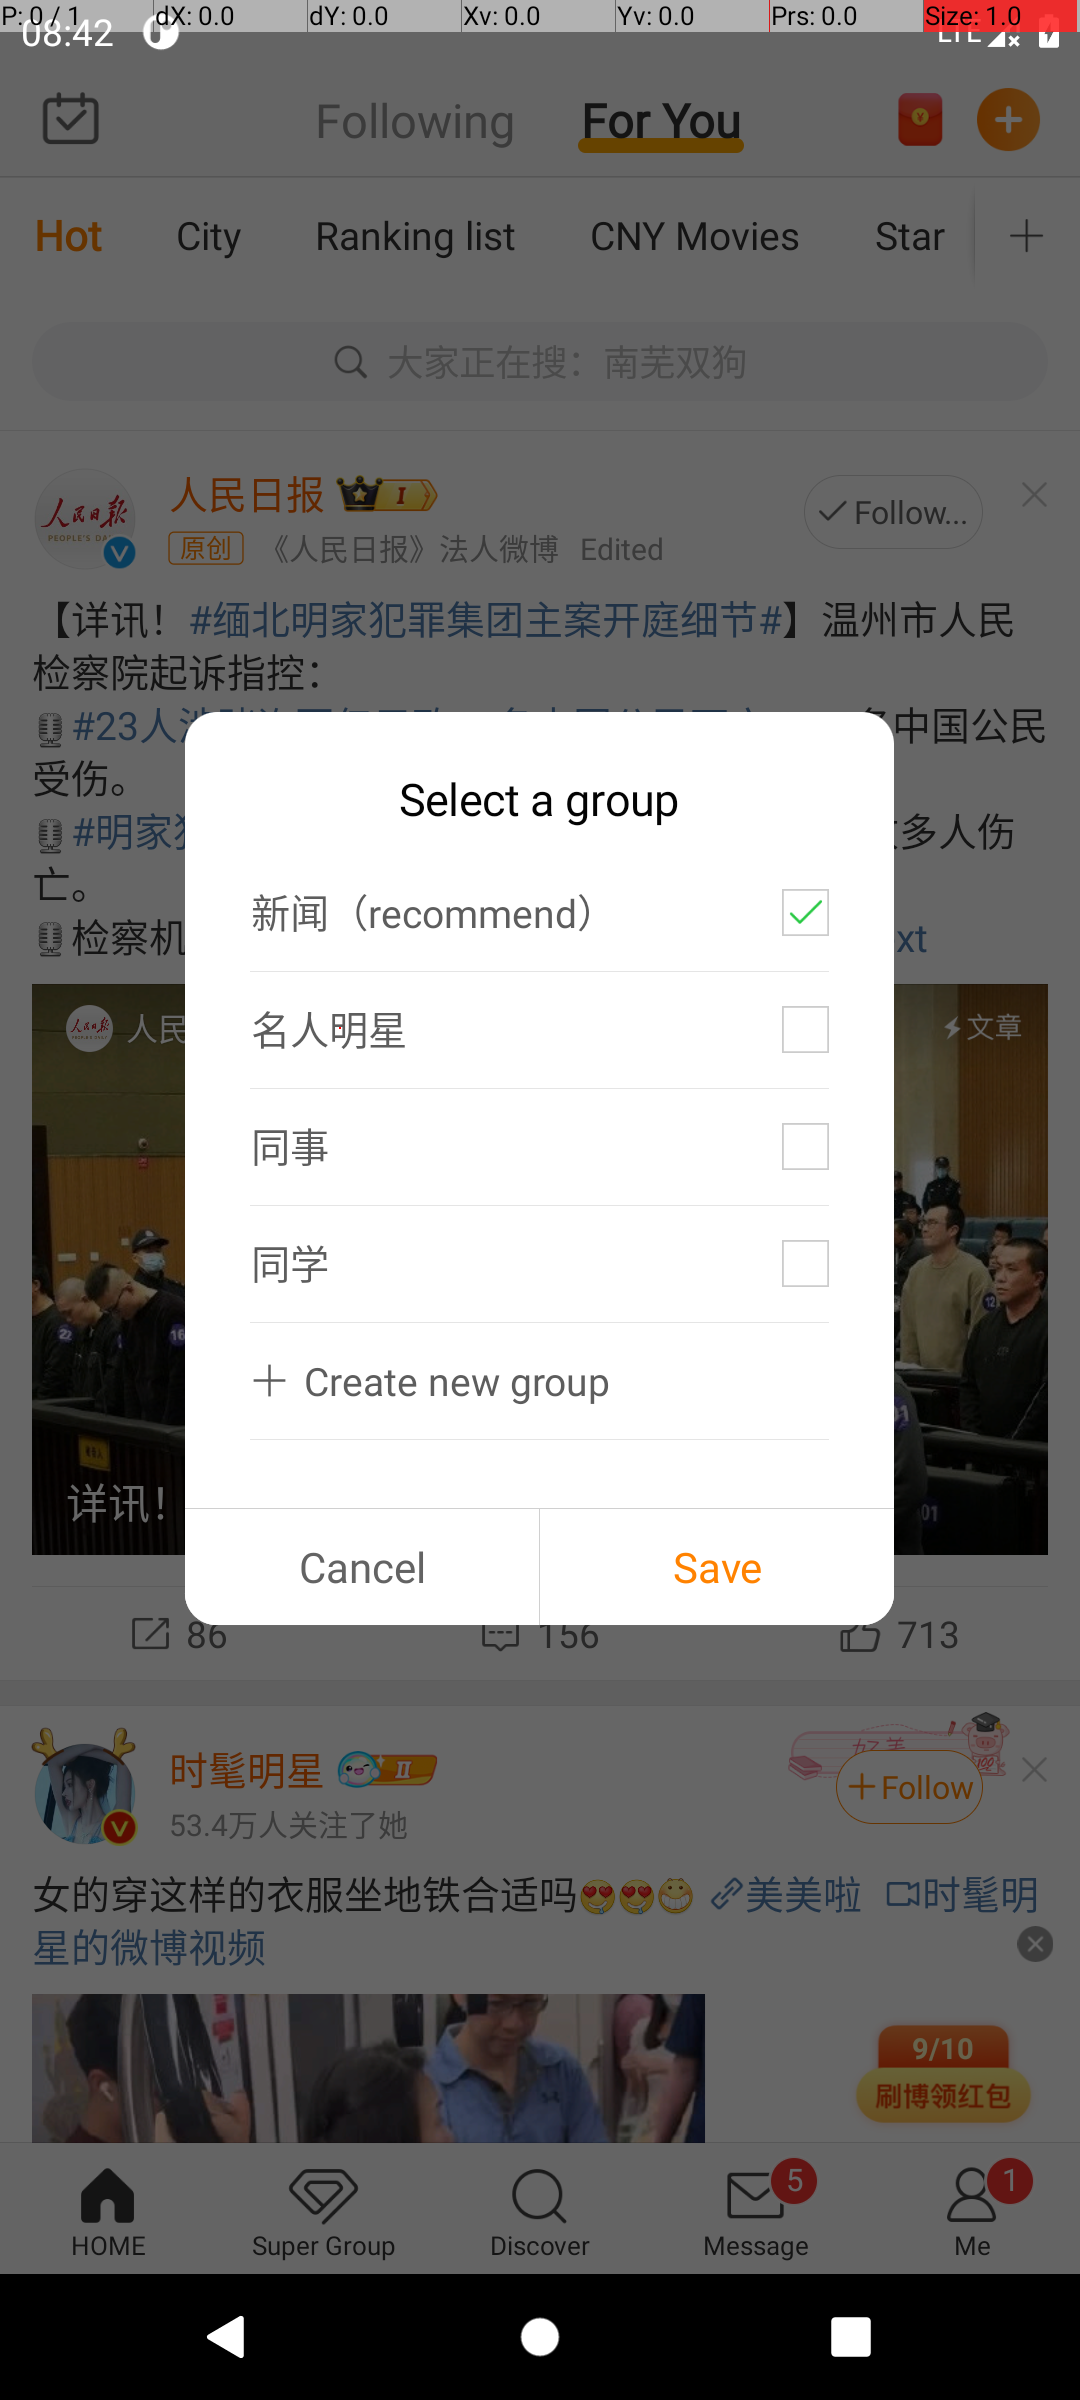 P: 0 / 1 dX: 0.0 dY: 0.0 Xv: 0.0 Yv: 0.0 Prs: 0.0 Size: 1.0
08:42 LTE
Following For You
Hot City Ranking list CNY Movies Star
大家正在搜：南芜双狗
人民日报 I
原创 《人民日报》法人微博 Edited
Follow...
【详讯！#缅北明家犯罪集团主案开庭细节#】温州市人民
检察院起诉指控：
#23人 中国公民
受伤。
#明家 多人伤
亡。
检察机 xt
Select a group
新闻（recommend）
名人明星
同事
同学
Create new group
Cancel Save
人民 文章
详讯！
86 156 713
时髦明星 II
53.4万人关注了她
Follow
女的穿这样的衣服坐地铁合适吗 美美啦 时髦明
星的微博视频
9/10
刷博领红包
5 1
HOME Super Group Discover Message Me